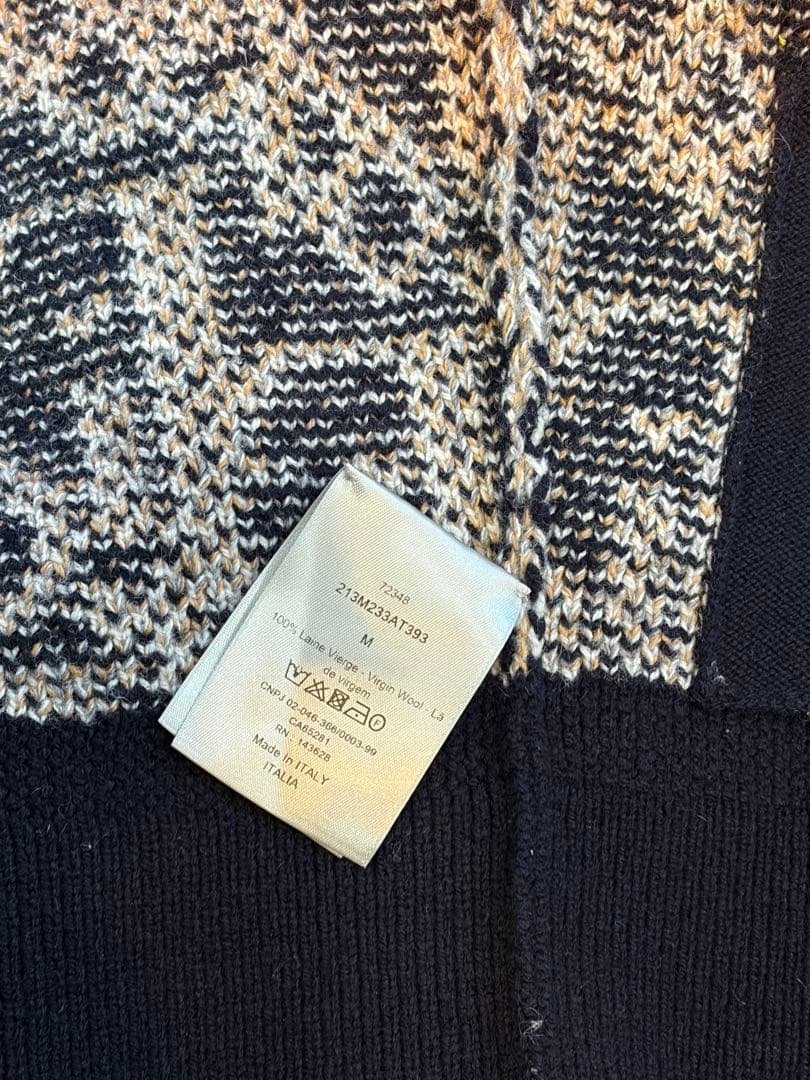 72348
213M233AT393
M
100% Laine Vierge - Virgin Wool - Lã
de virgem
CNPJ 02-046-366/0003-99
CA65281
RN : 143628
Made In ITALY
ITALIA